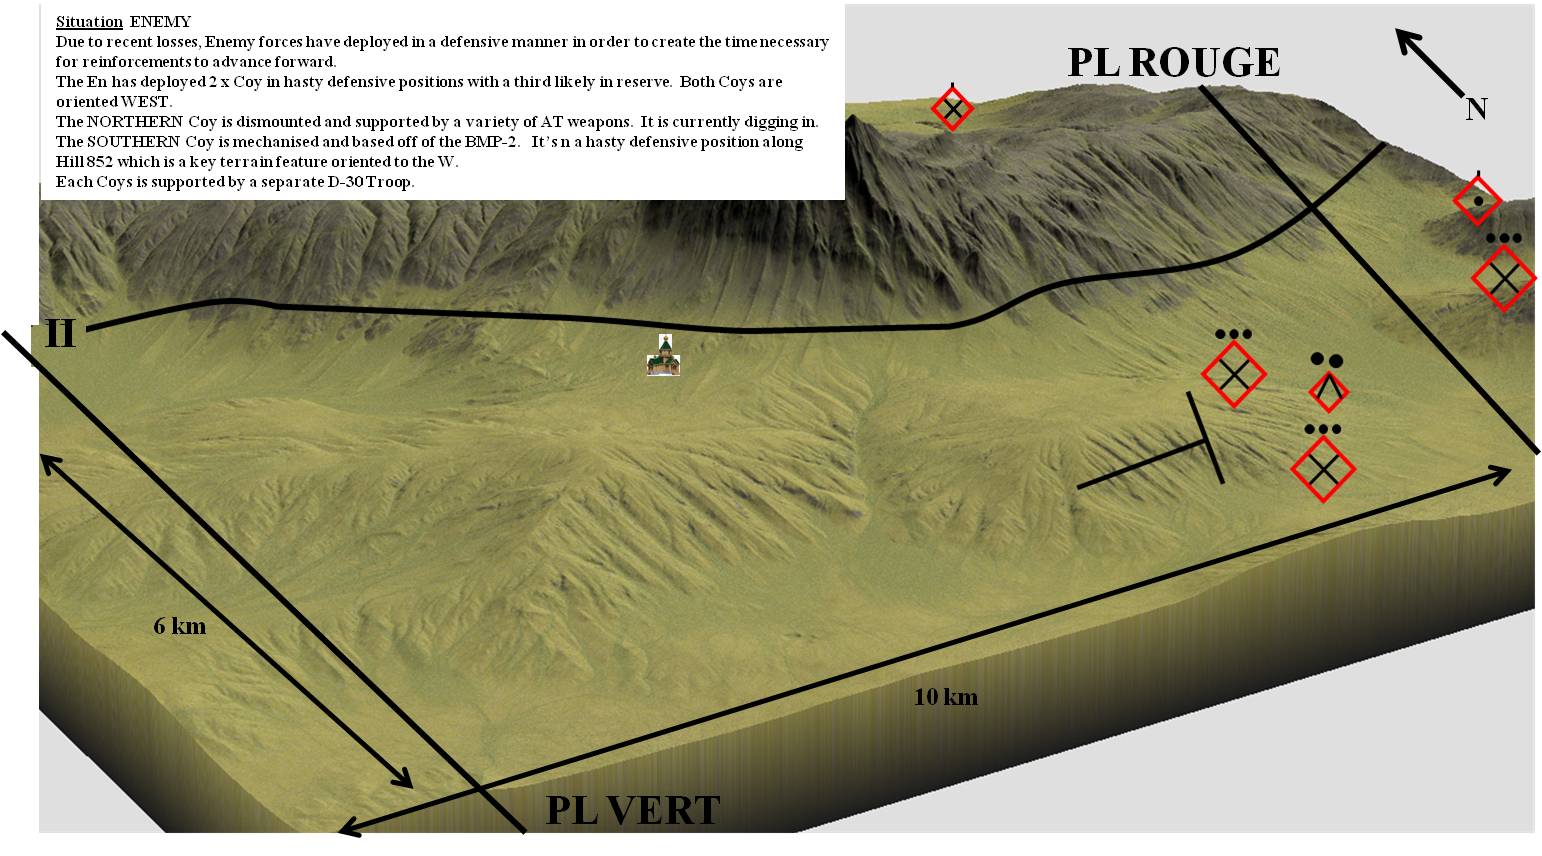 Situation ENEMY
Due to recent losses, Enemy forces have deployed in a defensive manner in order to create the time necessary
for reinforcements to advance forward.
The En has deployed 2 x Coy in hasty defensive positions with a third likely in reserve. Both Coys are
oriented WEST.
The NORTHERN Coy is dismounted and supported by a variety of AT weapons. It is currently digging in.
The SOUTHERN Coy is mechanised and based off of the BMP-2. It's n a hasty defensive position along
Hill 852 which is a key terrain feature oriented to the W.
Each Coys is supported by a separate D-30 Troop.
PL ROUGE
N
II
6 km
10 km
PL VERT